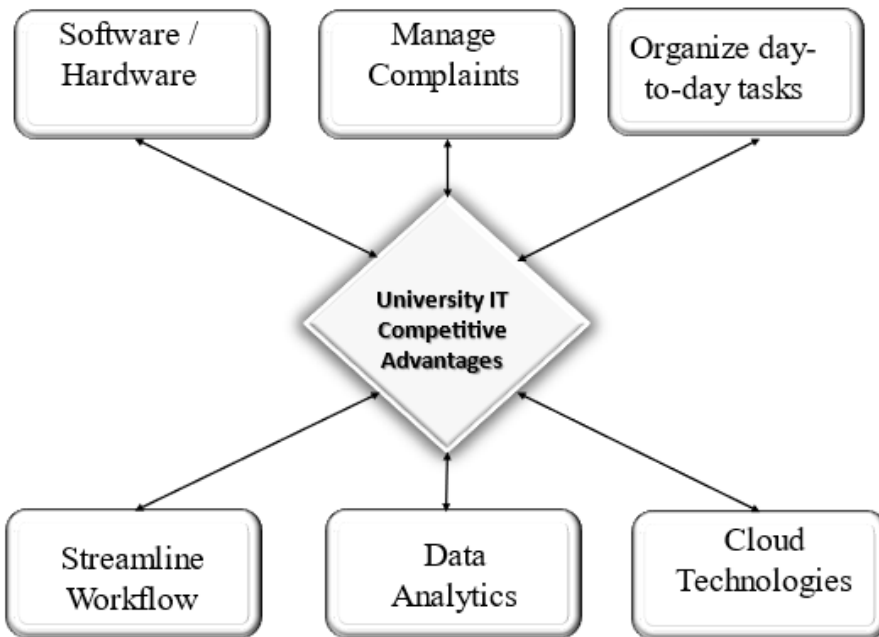 Software /
Hardware
Manage
Complaints
Organize day-
to-day tasks
University IT
Competitive
Advantages
Streamline
Workflow
Data
Analytics
Cloud
Technologies